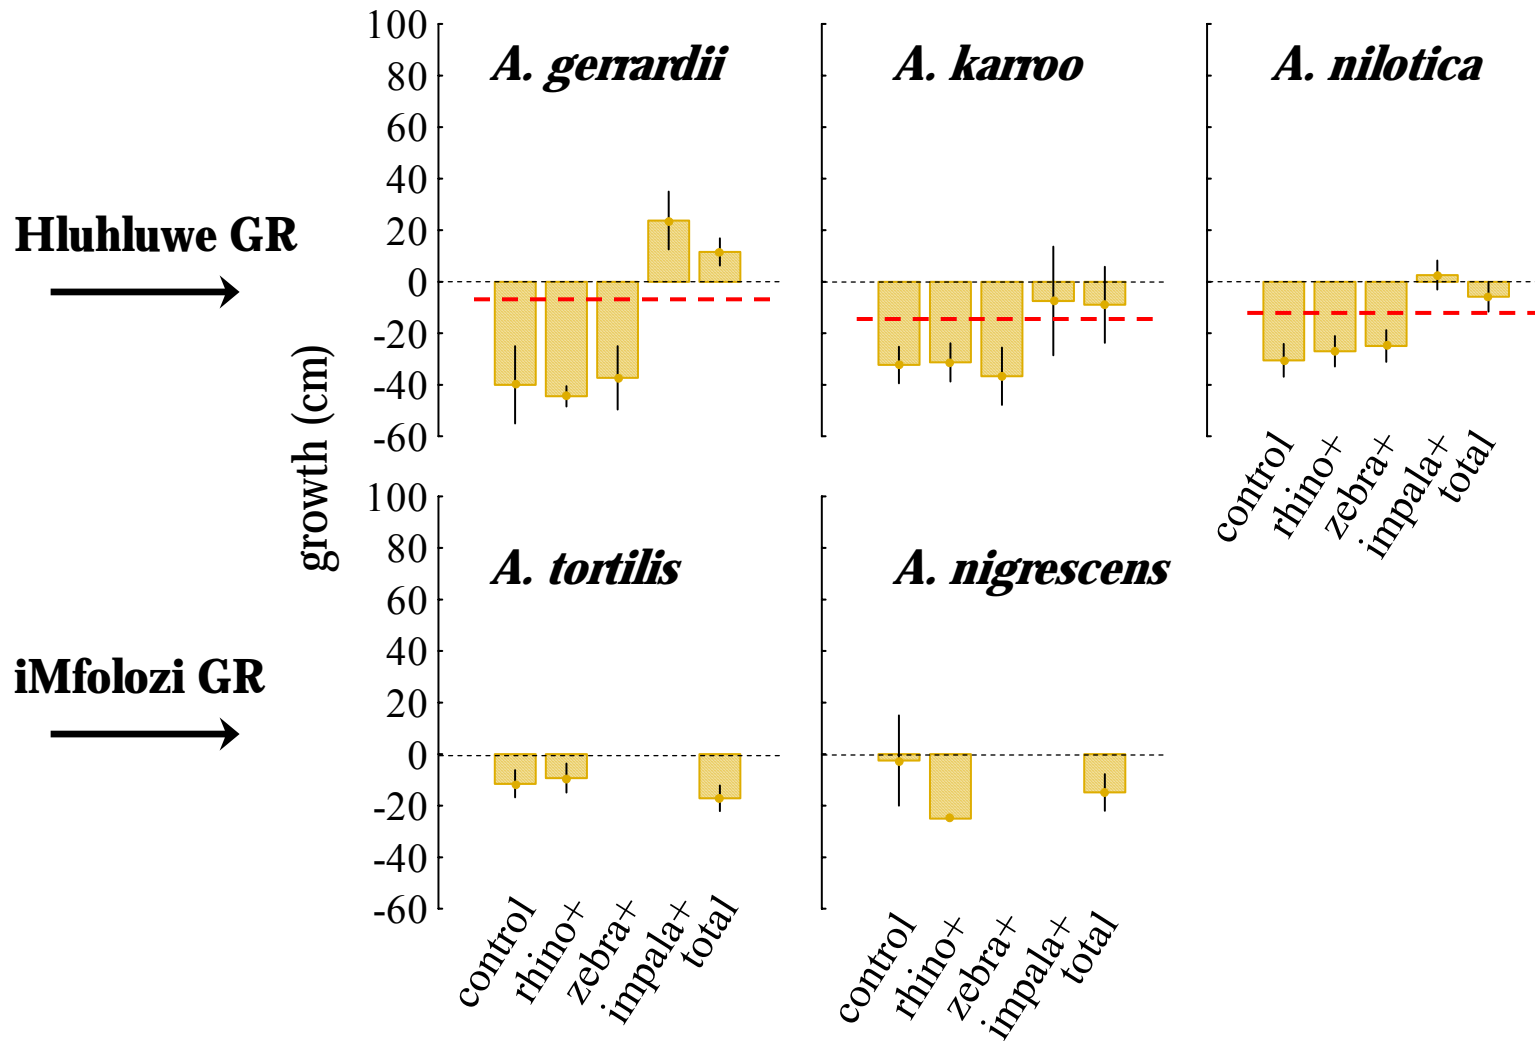 A. gerrardii
A. karroo
A. nilotica
100
80
60
40
20
0
-20
-40
-60
Hluhluwe GR
growth (cm)
control
rhino+
zebra+
impala+
total
A. tortilis
A. nigrescens
100
80
60
40
20
0
-20
-40
-60
iMfolozi GR
control
rhino+
zebra+
impala+
total
control
rhino+
zebra+
impala+
total